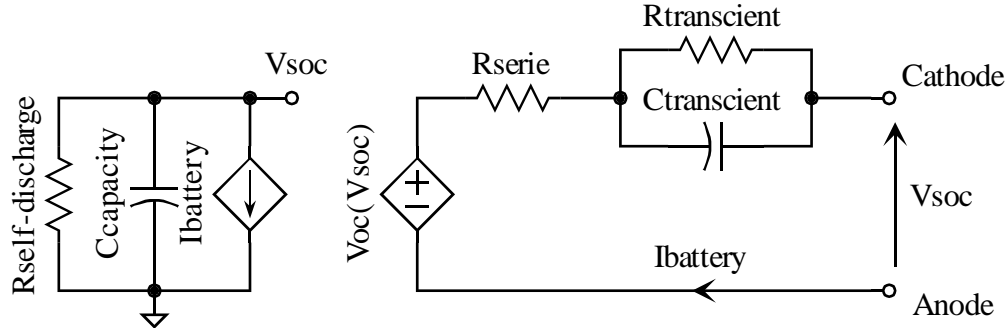 Rtranscient
Vsoc
Rserie
Cathode
Ctranscient
Rself-discharge
Ccapacity
Ibattery
Voc(Vsoc)
Vsoc
Ibattery
Anode